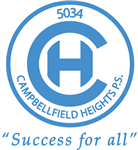 5034
CH
CAMPBELLFIELD HEIGHTS P.S.
"Success for all"